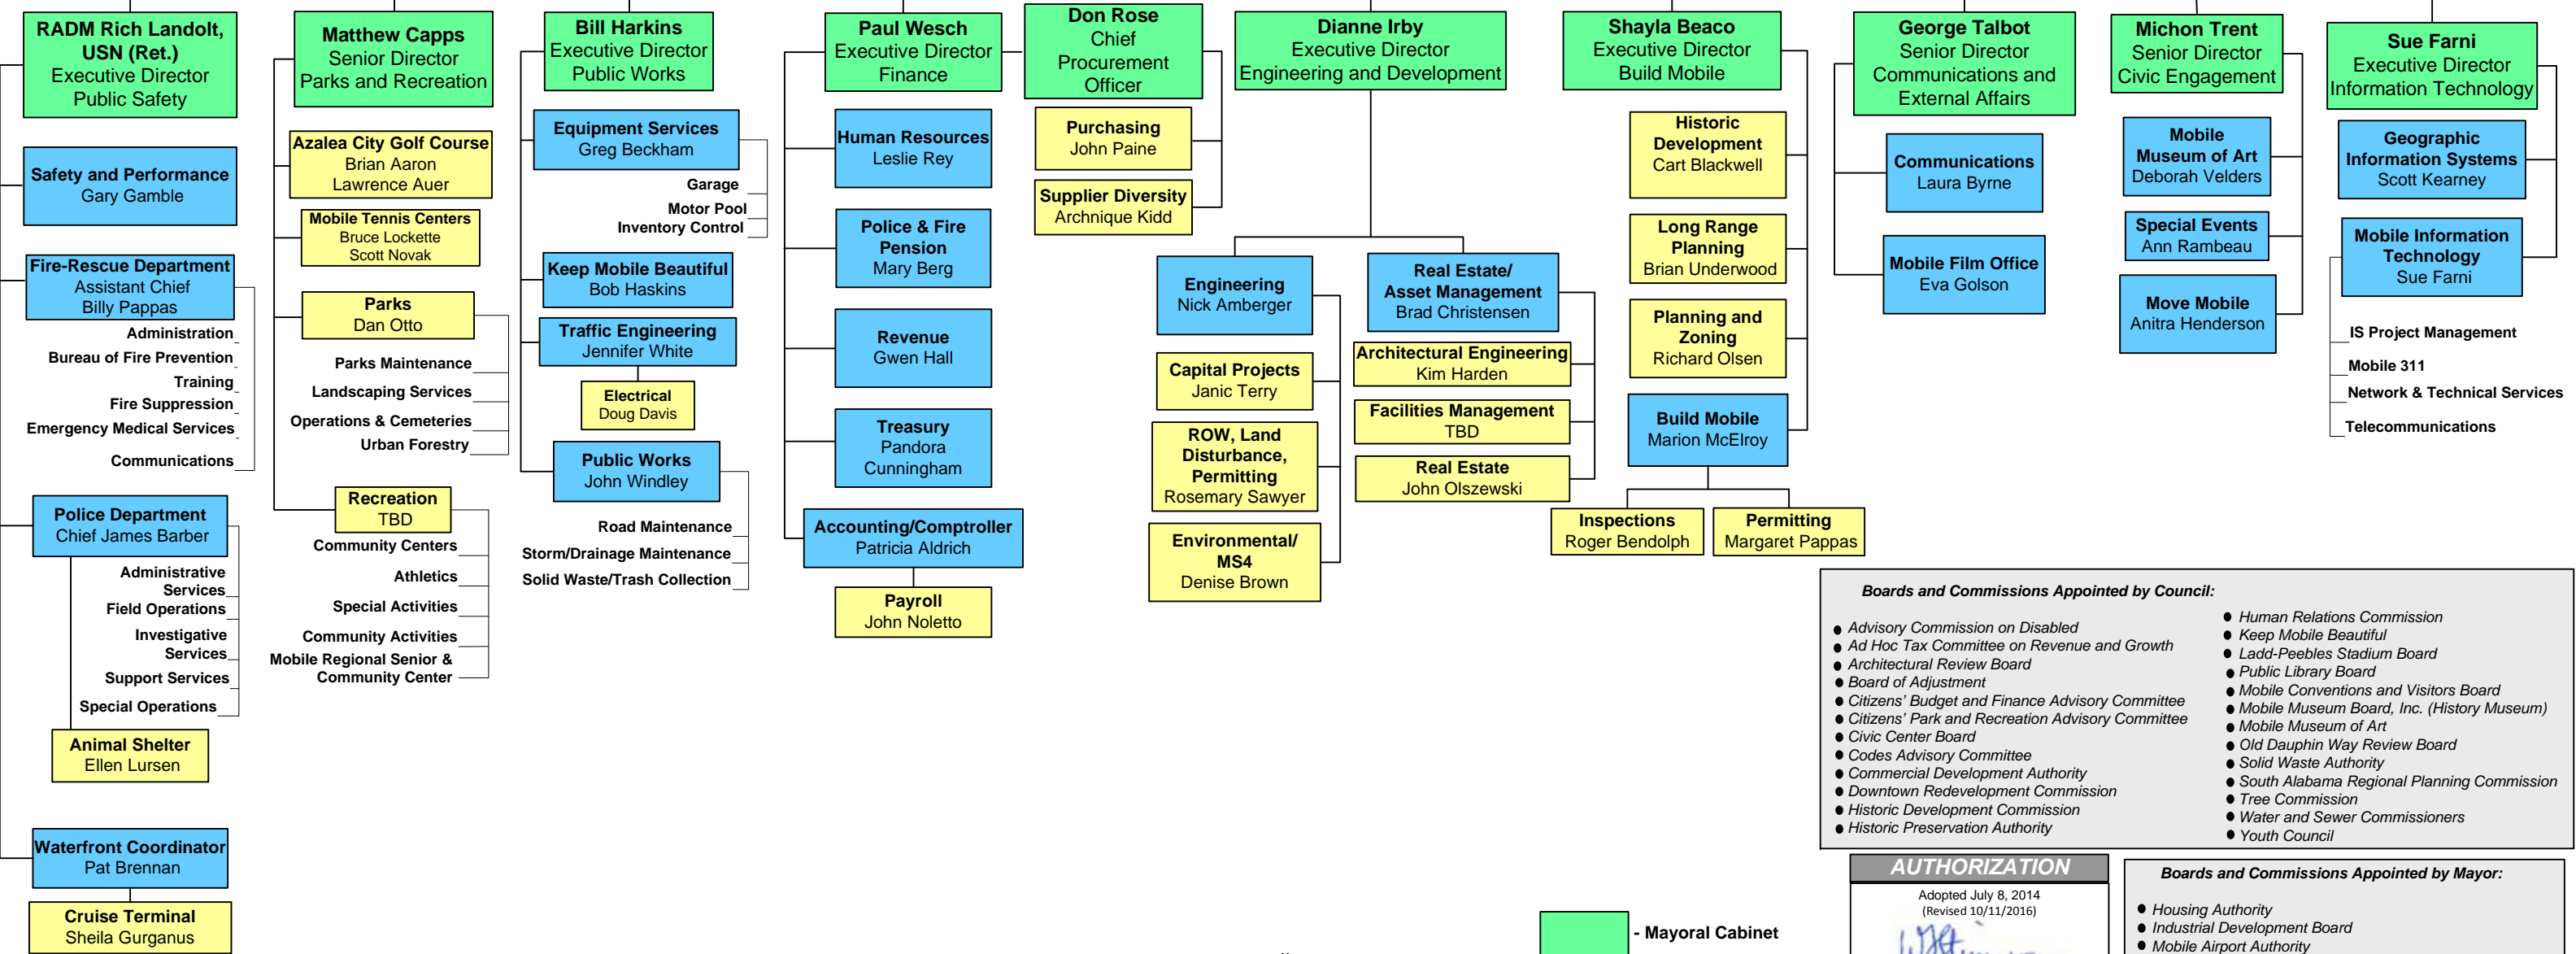 RADM Rich Landolt,
USN (Ret.)
Executive Director
Public Safety
Safety and Performance
Gary Gamble
Fire-Rescue Department
Assistant Chief
Billy Pappas
Administration
Bureau of Fire Prevention
Training
Fire Suppression
Emergency Medical Services
Communications
Police Department
Chief James Barber
Administrative
Services
Field Operations
Investigative
Services
Support Services
Special Operations
Animal Shelter
Ellen Lursen
Waterfront Coordinator
Pat Brennan
Cruise Terminal
Sheila Gurganus
Matthew Capps
Senior Director
Parks and Recreation
Azalea City Golf Course
Brian Aaron
Lawrence Auer
Mobile Tennis Centers
Bruce Lockette
Scott Novak
Parks
Dan Otto
Parks Maintenance
Landscaping Services
Operations & Cemeteries
Urban Forestry
Recreation
TBD
Community Centers
Athletics
Special Activities
Community Activities
Mobile Regional Senior &
Community Center
Bill Harkins
Executive Director
Public Works
Equipment Services
Greg Beckham
Garage
Motor Pool
Inventory Control
Keep Mobile Beautiful
Bob Haskins
Traffic Engineering
Jennifer White
Electrical
Doug Davis
Public Works
John Windley
Road Maintenance
Storm/Drainage Maintenance
Solid Waste/Trash Collection
Paul Wesch
Executive Director
Finance
Human Resources
Leslie Rey
Police & Fire
Pension
Mary Berg
Revenue
Gwen Hall
Treasury
Pandora
Cunningham
Accounting/Comptroller
Patricia Aldrich
Payroll
John Noletto
Don Rose
Chief
Procurement
Officer
Purchasing
John Paine
Supplier Diversity
Archnique Kidd
Dianne Irby
Executive Director
Engineering and Development
Engineering
Nick Amberger
Capital Projects
Janic Terry
ROW, Land
Disturbance,
Permitting
Rosemary Sawyer
Environmental/
MS4
Denise Brown
Real Estate/
Asset Management
Brad Christensen
Architectural Engineering
Kim Harden
Facilities Management
TBD
Real Estate
John Olszewski
Shayla Beaco
Executive Director
Build Mobile
Historic
Development
Cart Blackwell
Long Range
Planning
Brian Underwood
Planning and
Zoning
Richard Olsen
Build Mobile
Marion McElroy
Inspections
Roger Bendolph
Permitting
Margaret Pappas
George Talbot
Senior Director
Communications and
External Affairs
Communications
Laura Byrne
Mobile Film Office
Eva Golson
Michon Trent
Senior Director
Civic Engagement
Mobile
Museum of Art
Deborah Velders
Special Events
Ann Rambeau
Move Mobile
Anitra Henderson
Sue Farni
Executive Director
Information Technology
Geographic
Information Systems
Scott Kearney
Mobile Information
Technology
Sue Farni
IS Project Management
Mobile 311
Network & Technical Services
Telecommunications
Boards and Commissions Appointed by Council:
● Advisory Commission on Disabled
● Ad Hoc Tax Committee on Revenue and Growth
● Architectural Review Board
● Board of Adjustment
● Citizens’ Budget and Finance Advisory Committee
● Citizens’ Park and Recreation Advisory Committee
● Civic Center Board
● Codes Advisory Committee
● Commercial Development Authority
● Downtown Redevelopment Commission
● Historic Development Commission
● Historic Preservation Authority
● Human Relations Commission
● Keep Mobile Beautiful
● Ladd-Peebles Stadium Board
● Public Library Board
● Mobile Conventions and Visitors Board
● Mobile Museum Board, Inc. (History Museum)
● Mobile Museum of Art
● Old Dauphin Way Review Board
● Solid Waste Authority
● South Alabama Regional Planning Commission
● Tree Commission
● Water and Sewer Commissioners
● Youth Council
- Mayoral Cabinet
AUTHORIZATION
Adopted July 8, 2014
(Revised 10/11/2016)
Boards and Commissions Appointed by Mayor:
● Housing Authority
● Industrial Development Board
● Mobile Airport Authority